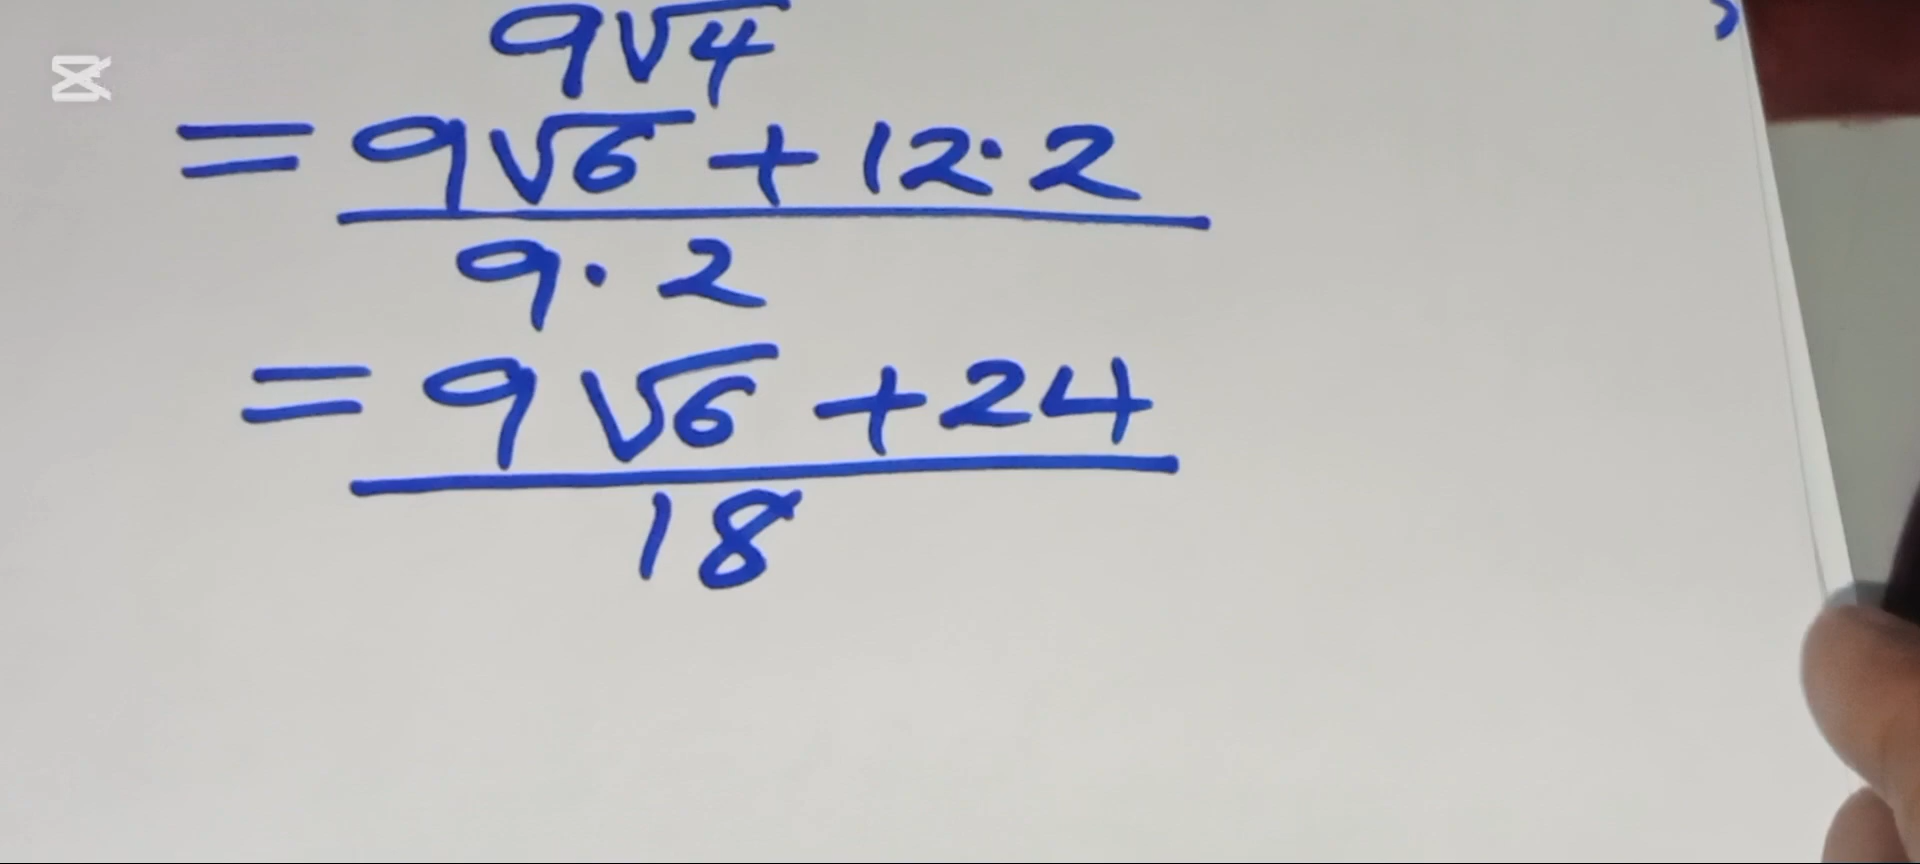 9√4
= 9√6 + 12·2
9·2
= 9√6 + 24
18